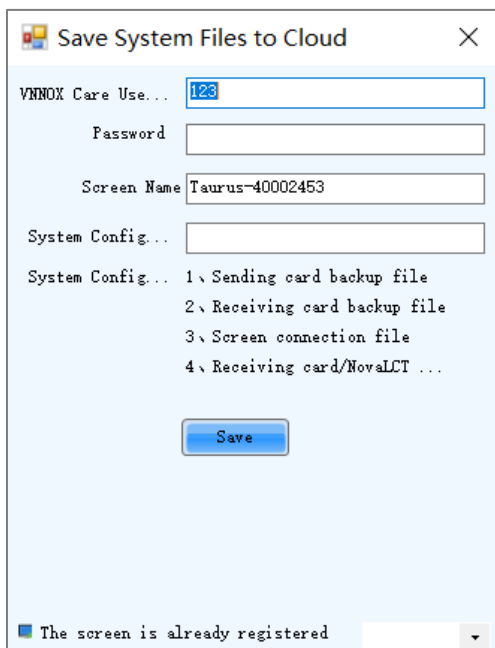 Save System Files to Cloud
VNNOX Care Use... 123
Password
Screen Name Taurus-40002453
System Config...
System Config... 1、Sending card backup file
2、Receiving card backup file
3、Screen connection file
4、Receiving card/NovaLCT ...
Save
The screen is already registered